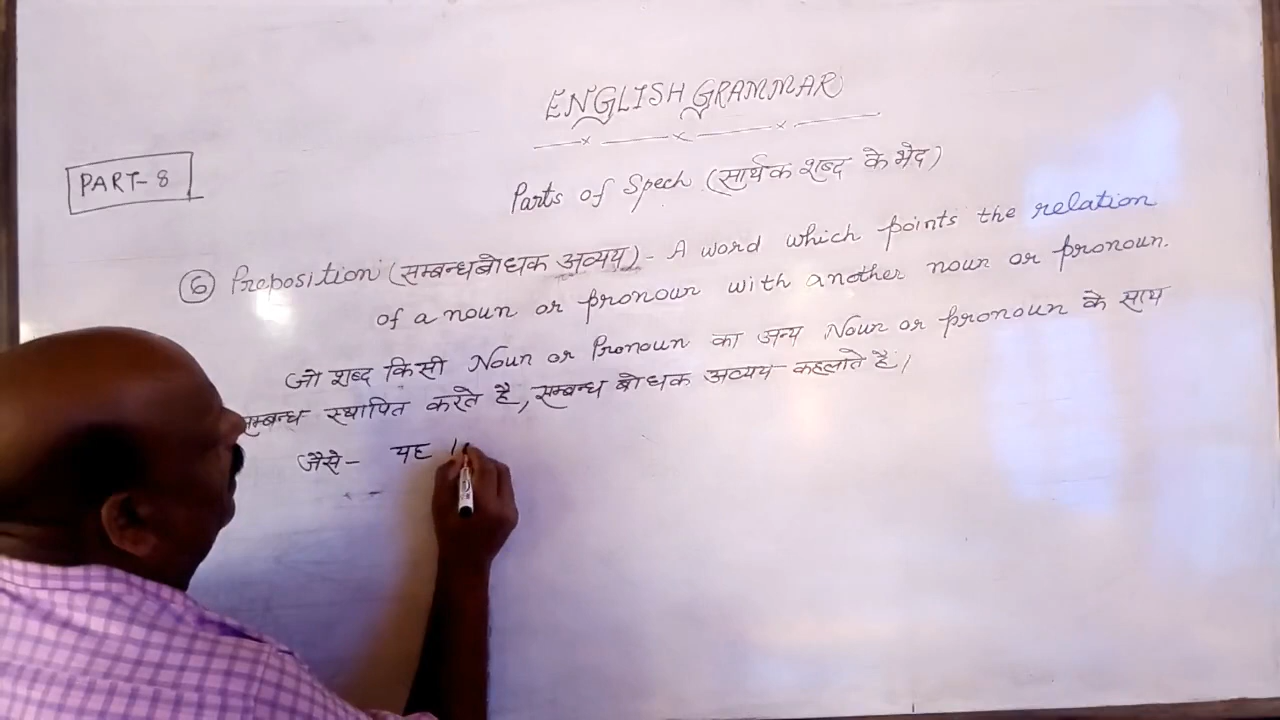 ENGLISH GRAMMAR
PART-8
Parts of Spech (सार्थक शब्द के भेद)
6 Preposition (सम्बन्धबोधक अव्यय) - A word which points the relation
of a noun or pronoun with another noun or pronoun.
जो शब्द किसी Noun or Pronoun का अन्य Noun or pronoun के साथ
सम्बन्ध स्थापित करते है, सम्बन्ध बोधक अव्यय कहलाते है।
जैसे- यह